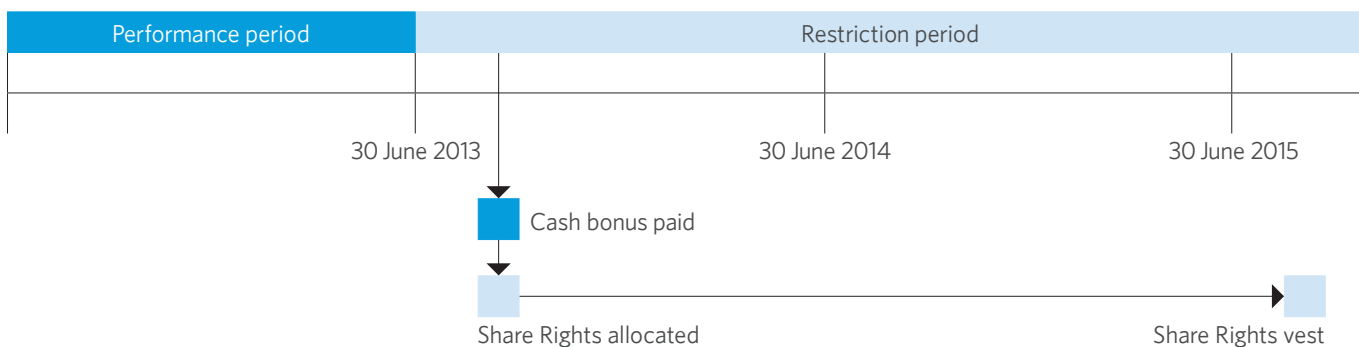 Performance period
Restriction period
30 June 2013
30 June 2014
30 June 2015
Cash bonus paid
Share Rights allocated
Share Rights vest